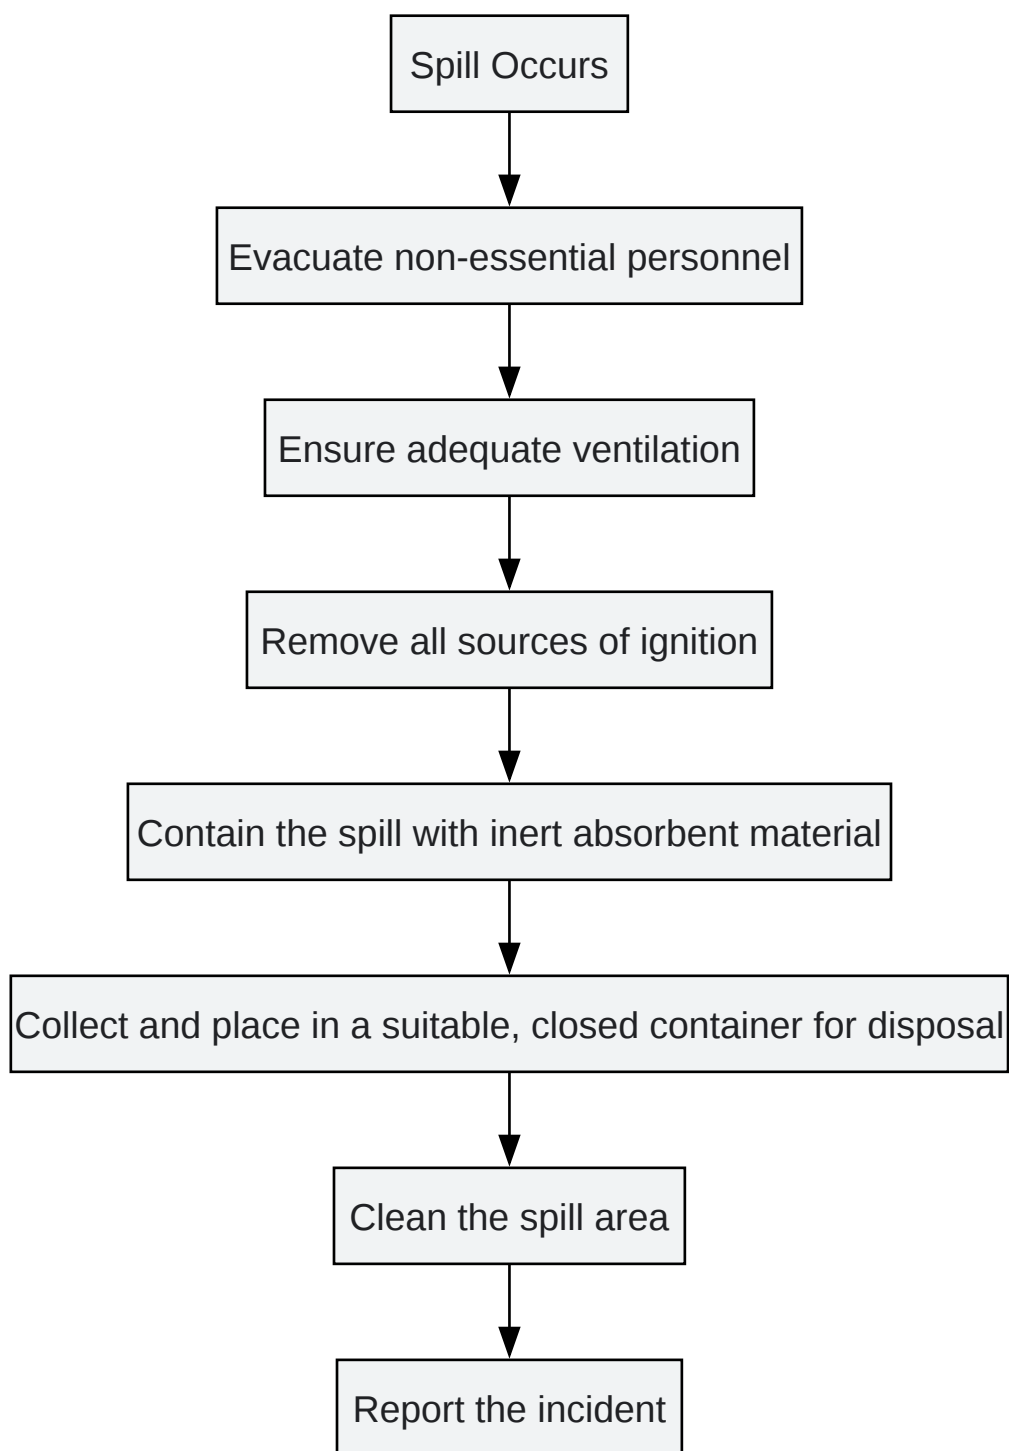 Spill Occurs
Evacuate non-essential personnel
Ensure adequate ventilation
Remove all sources of ignition
Contain the spill with inert absorbent material
Collect and place in a suitable, closed container for disposal
Clean the spill area
Report the incident